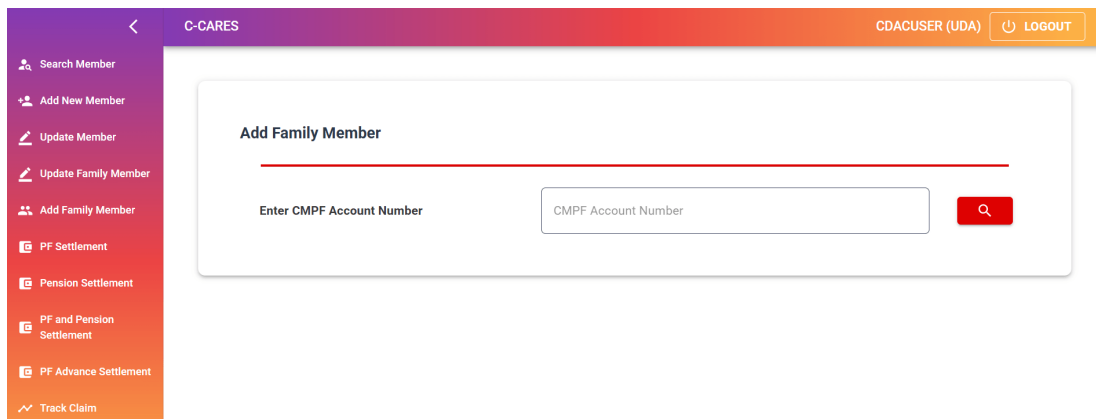 C-CARES
CDACUSER (UDA)
LOGOUT
Search Member
Add New Member
Update Member
Update Family Member
Add Family Member
PF Settlement
Pension Settlement
PF and Pension
Settlement
PF Advance Settlement
Track Claim
Add Family Member
Enter CMPF Account Number
CMPF Account Number